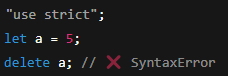 "use strict";
let a = 5;
delete a; // ❌ SyntaxError